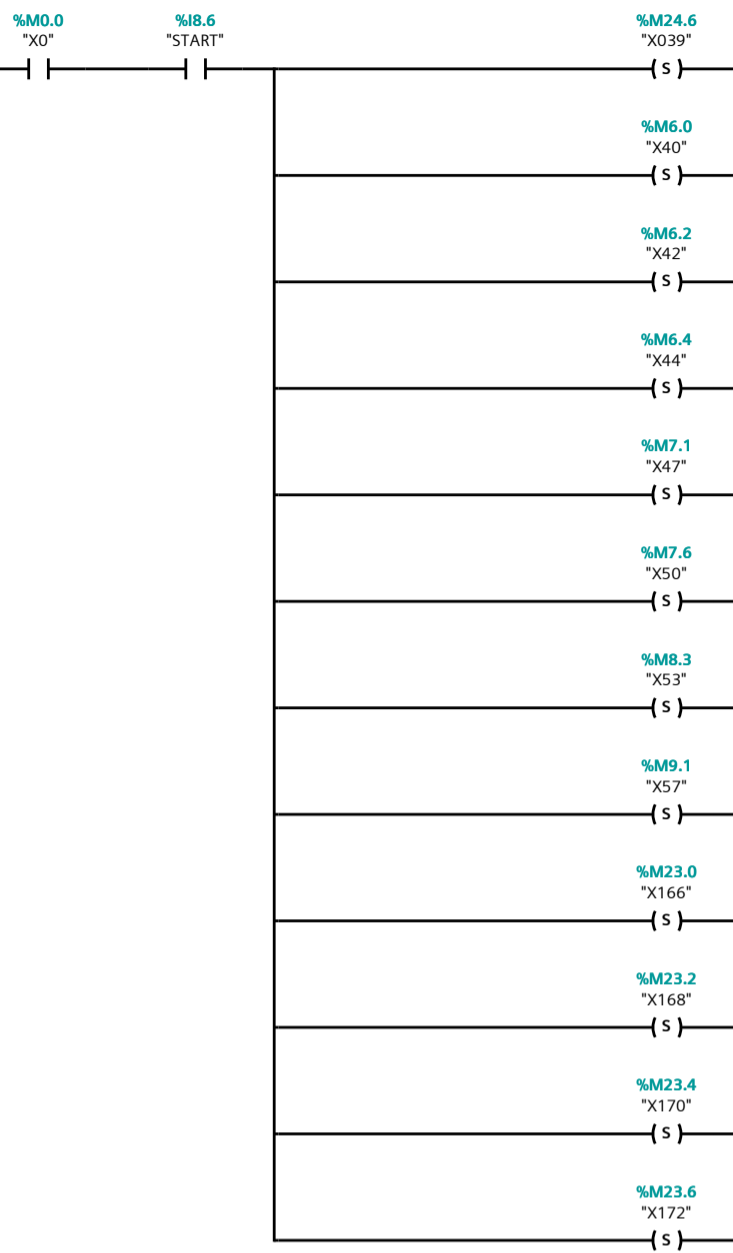 %M0.0 %I8.6 %M24.6
"X0" "START" "X039"
S
%M6.0
"X40"
S
%M6.2
"X42"
S
%M6.4
"X44"
S
%M7.1
"X47"
S
%M7.6
"X50"
S
%M8.3
"X53"
S
%M9.1
"X57"
S
%M23.0
"X166"
S
%M23.2
"X168"
S
%M23.4
"X170"
S
%M23.6
"X172"
S